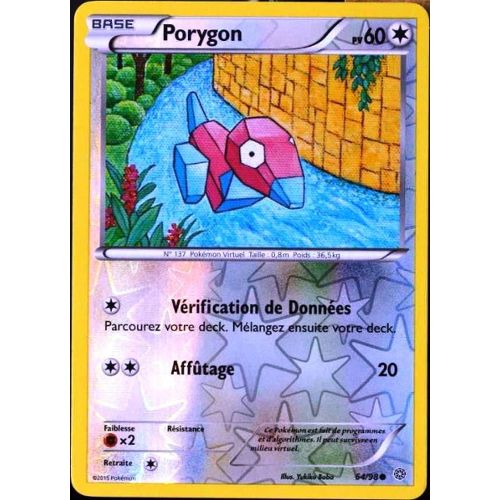 BASE
Porygon
PV60
N° 137 Pokémon Virtuel Taille : 0,8m Poids : 36,5kg
Vérification de Données
Parcourez votre deck. Mélangez ensuite votre deck.
Affûtage 20
Faiblesse Résistance
x2
Retraite
Ce Pokémon est fait de programmes
et d'algorithmes. Il peut survivre en
milieu virtuel.
©2015 Pokémon
Illus. Yukiko Baba
64/98